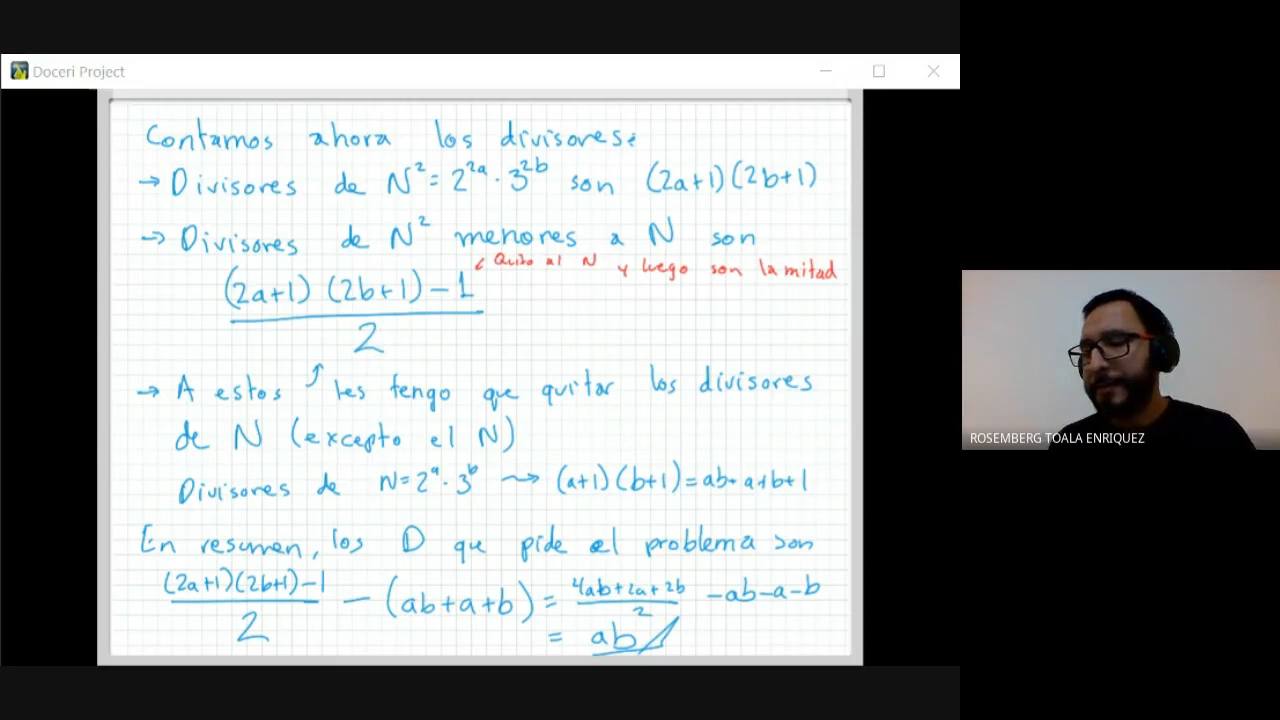 Doceri Project
Contamos ahora los divisores:
→ Divisores de N² = 2^{2a} · 3^{2b} son (2a+1)(2b+1)
→ Divisores de N² menores a N son
Quito al N y luego son la mitad
(2a+1) (2b+1) - 1
2
→ A estos les tengo que quitar los divisores
de N (excepto el N)
Divisores de N=2^a · 3^b ⇝ (a+1)(b+1)=ab+a+b+1
En resumen, los D que pide el problema son
(2a+1)(2b+1)-1
2
- (ab+a+b) = (4ab+2a+2b)/2 -ab-a-b
= ab
ROSEMBERG TOALA ENRIQUEZ